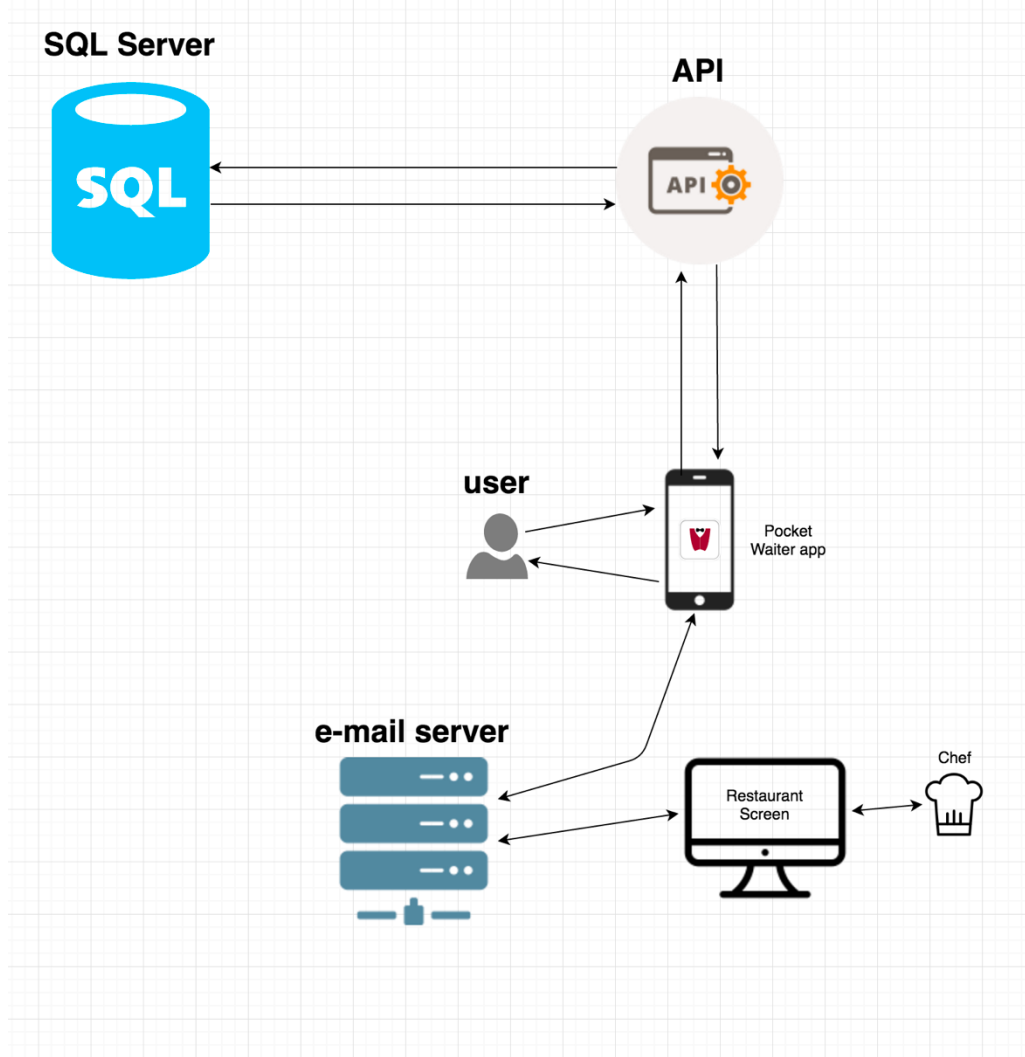 SQL Server
SQL
API
API
user
Pocket
Waiter app
e-mail server
Restaurant
Screen
Chef